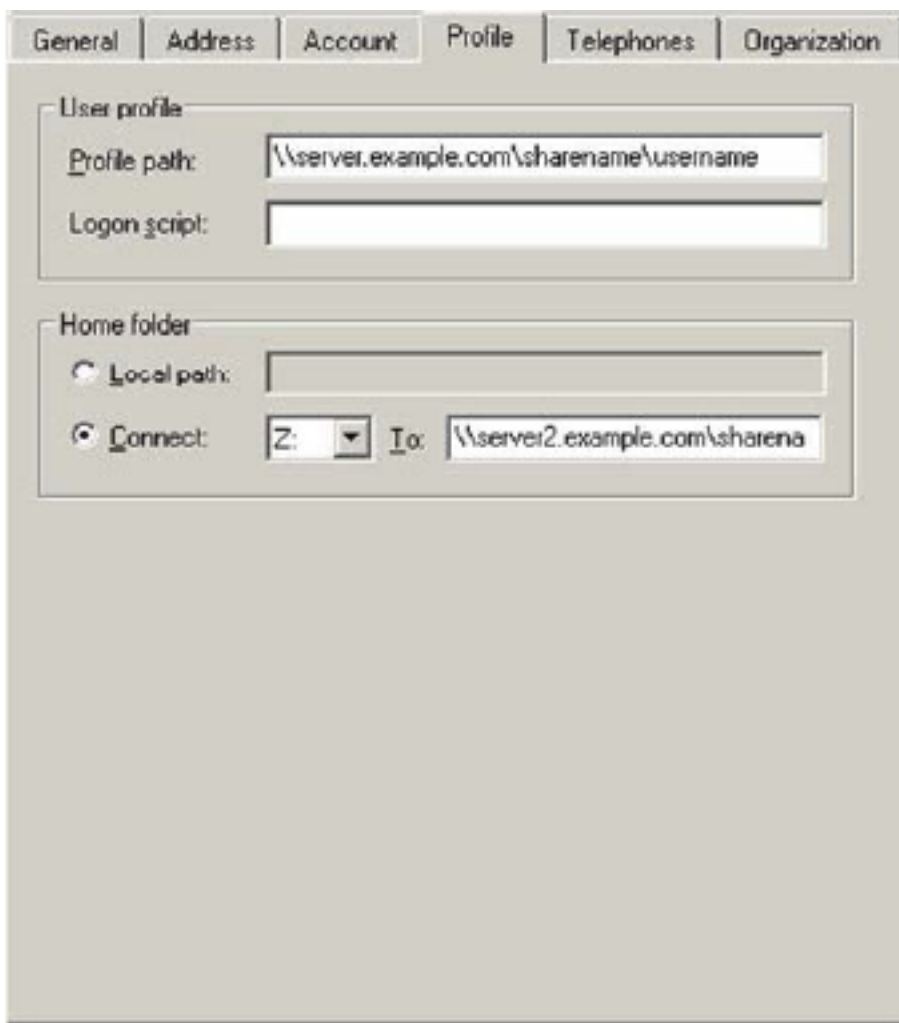 General Address Account Profile Telephones Organization
User profile
Profile path: \\server.example.com\sharename\username
Logon script:
Home folder
Local path:
Connect: Z: To: \\server2.example.com\sharena